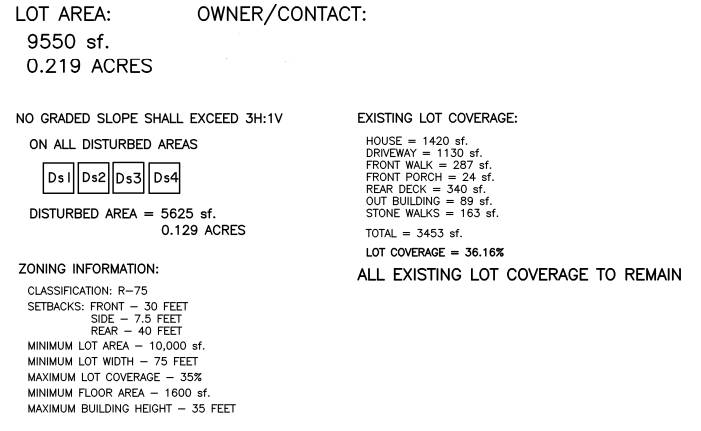 LOT AREA:
9550 sf.
0.219 ACRES
OWNER/CONTACT:
NO GRADED SLOPE SHALL EXCEED 3H:1V
ON ALL DISTURBED AREAS
Ds1 Ds2 Ds3 Ds4
DISTURBED AREA = 5625 sf.
0.129 ACRES
ZONING INFORMATION:
CLASSIFICATION: R-75
SETBACKS: FRONT - 30 FEET
SIDE - 7.5 FEET
REAR - 40 FEET
MINIMUM LOT AREA - 10,000 sf.
MINIMUM LOT WIDTH - 75 FEET
MAXIMUM LOT COVERAGE - 35%
MINIMUM FLOOR AREA - 1600 sf.
MAXIMUM BUILDING HEIGHT - 35 FEET
EXISTING LOT COVERAGE:
HOUSE = 1420 sf.
DRIVEWAY = 1130 sf.
FRONT WALK = 287 sf.
FRONT PORCH = 24 sf.
REAR DECK = 340 sf.
OUT BUILDING = 89 sf.
STONE WALKS = 163 sf.
TOTAL = 3453 sf.
LOT COVERAGE = 36.16%
ALL EXISTING LOT COVERAGE TO REMAIN